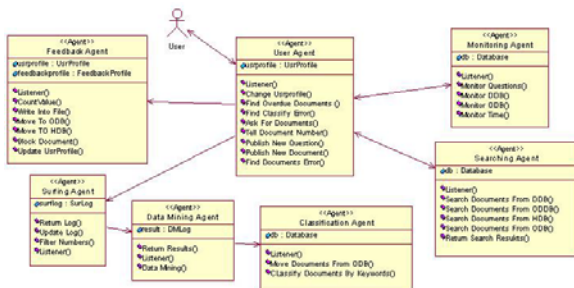 <<Agent>>
Feedback Agent
usrprofile : UsrProfile
feedbackprofile : FeedbackProfile
Listener()
CountValue()
Write Into File()
Move To ODB()
Move TO HDB()
Block Document()
Update UsrProfile()
User
<<Agent>>
User Agent
usrprofile : UsrProfile
Listener()
Change Usrprofile()
Find Overdue Documents ()
Find Classify Error()
Ask For Documents()
Tell Document Number()
Publish New Question()
Publish New Document()
Find Documents Error()
<<Agent>>
Monitoring Agent
db : Database
Listener()
Monitor Questions()
Monitor DDB()
Monitor ODB()
Monitor Time()
<<Agent>>
Searching Agent
db : Database
Listener()
Search Documents From DDB()
Search Documents From ODDB()
Search Documents From HDB()
Search Documents From ODB()
Return Search Resukts()
<<Agent>>
Surfing Agent
surlog : SurLog
Return Log()
Update Log()
Filter Numbers()
Listener()
<<Agent>>
Data Mining Agent
result : DMLog
Return Results()
Listener()
Data Mining()
<<Agent>>
Classification Agent
db : Database
Listener()
Move Documents From ODB()
CLassify Documents By Keywords()